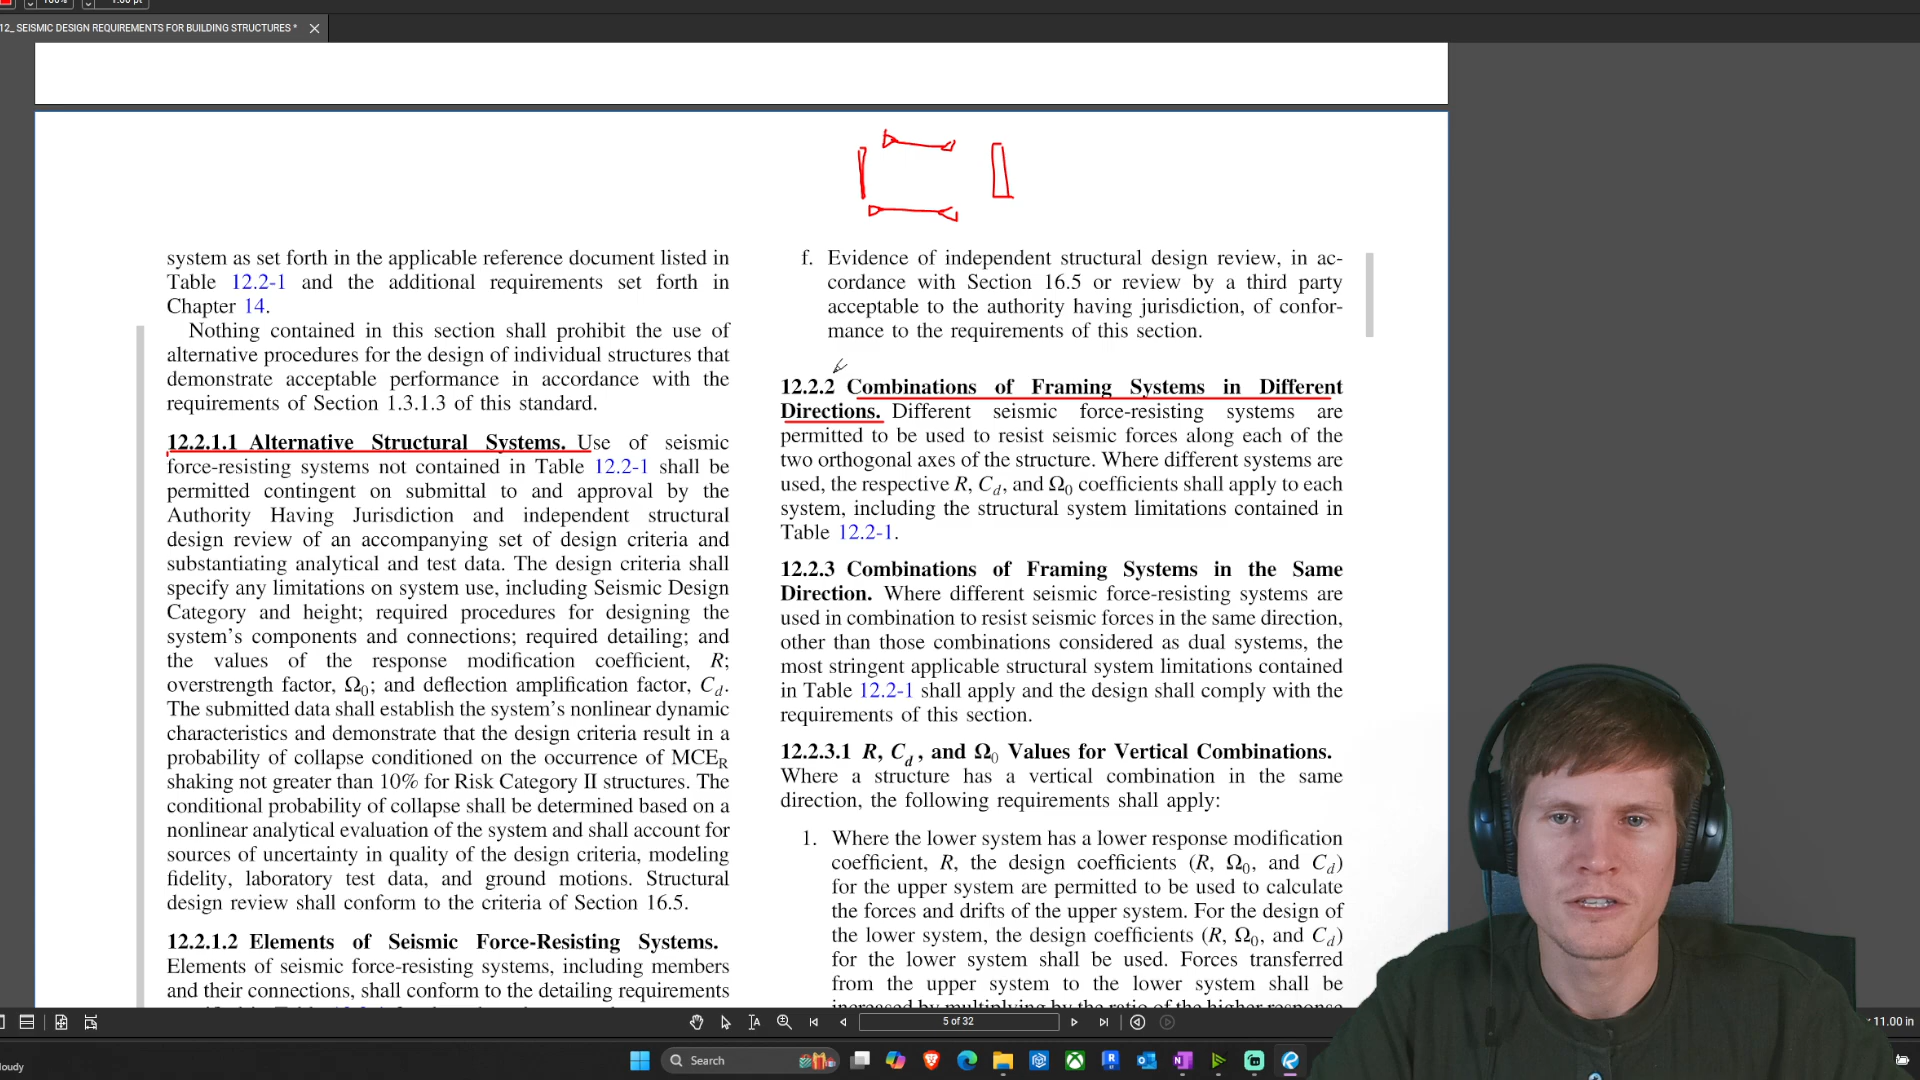 100%
1.00 pt
12_ SEISMIC DESIGN REQUIREMENTS FOR BUILDING STRUCTURES *
system as set forth in the applicable reference document listed in
Table 12.2-1 and the additional requirements set forth in
Chapter 14.
Nothing contained in this section shall prohibit the use of
alternative procedures for the design of individual structures that
demonstrate acceptable performance in accordance with the
requirements of Section 1.3.1.3 of this standard.
12.2.1.1 Alternative Structural Systems. Use of seismic
force-resisting systems not contained in Table 12.2-1 shall be
permitted contingent on submittal to and approval by the
Authority Having Jurisdiction and independent structural
design review of an accompanying set of design criteria and
substantiating analytical and test data. The design criteria shall
specify any limitations on system use, including Seismic Design
Category and height; required procedures for designing the
system's components and connections; required detailing; and
the values of the response modification coefficient, R;
overstrength factor, Ω0; and deflection amplification factor, Cd.
The submitted data shall establish the system's nonlinear dynamic
characteristics and demonstrate that the design criteria result in a
probability of collapse conditioned on the occurrence of MCER
shaking not greater than 10% for Risk Category II structures. The
conditional probability of collapse shall be determined based on a
nonlinear analytical evaluation of the system and shall account for
sources of uncertainty in quality of the design criteria, modeling
fidelity, laboratory test data, and ground motions. Structural
design review shall conform to the criteria of Section 16.5.
12.2.1.2 Elements of Seismic Force-Resisting Systems.
Elements of seismic force-resisting systems, including members
and their connections, shall conform to the detailing requirements
f. Evidence of independent structural design review, in ac-
cordance with Section 16.5 or review by a third party
acceptable to the authority having jurisdiction, of confor-
mance to the requirements of this section.
12.2.2 Combinations of Framing Systems in Different
Directions. Different seismic force-resisting systems are
permitted to be used to resist seismic forces along each of the
two orthogonal axes of the structure. Where different systems are
used, the respective R, Cd, and Ω0 coefficients shall apply to each
system, including the structural system limitations contained in
Table 12.2-1.
12.2.3 Combinations of Framing Systems in the Same
Direction. Where different seismic force-resisting systems are
used in combination to resist seismic forces in the same direction,
other than those combinations considered as dual systems, the
most stringent applicable structural system limitations contained
in Table 12.2-1 shall apply and the design shall comply with the
requirements of this section.
12.2.3.1 R, Cd, and Ω0 Values for Vertical Combinations.
Where a structure has a vertical combination in the same
direction, the following requirements shall apply:
1. Where the lower system has a lower response modification
coefficient, R, the design coefficients (R, Ω0, and Cd)
for the upper system are permitted to be used to calculate
the forces and drifts of the upper system. For the design of
the lower system, the design coefficients (R, Ω0, and Cd)
for the lower system shall be used. Forces transferred
from the upper system to the lower system shall be
increased by multiplying by the ratio of the higher response
5 of 32
11.00 in
Search